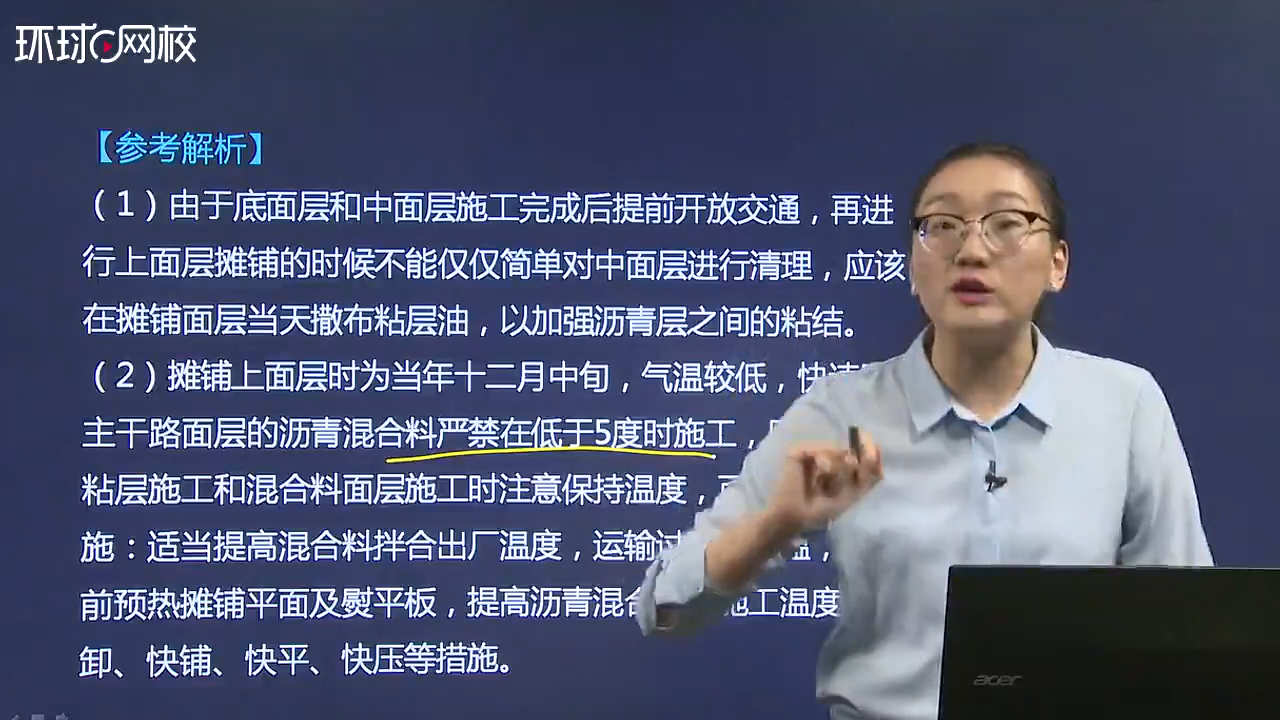 环球网校
【参考解析】
（1）由于底面层和中面层施工完成后提前开放交通，再进
行上面层摊铺的时候不能仅仅简单对中面层进行清理，应该
在摊铺面层当天撒布粘层油，以加强沥青层之间的粘结。
（2）摊铺上面层时为当年十二月中旬，气温较低，快速
主干路面层的沥青混合料严禁在低于5度时施工，
粘层施工和混合料面层施工时注意保持温度，
施：适当提高混合料拌合出厂温度，运输过 温，
前预热摊铺平面及熨平板，提高沥青混合 施工温度
卸、快铺、快平、快压等措施。
acer